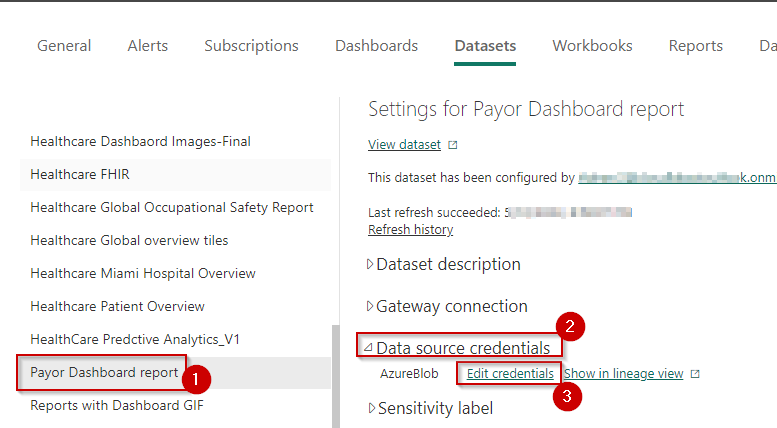 General Alerts Subscriptions Dashboards Datasets Workbooks Reports Da
Healthcare Dashbaord Images-Final
Healthcare FHIR
Healthcare Global Occupational Safety Report
Healthcare Global overview tiles
Healthcare Miami Hospital Overview
Healthcare Patient Overview
HealthCare Predctive Analytics_V1
Payor Dashboard report
1
Reports with Dashboard GIF
Settings for Payor Dashboard report
View dataset
This dataset has been configured by
Last refresh succeeded:
Refresh history
Dataset description
Gateway connection
2
Data source credentials
AzureBlob Edit credentials Show in lineage view
3
Sensitivity label